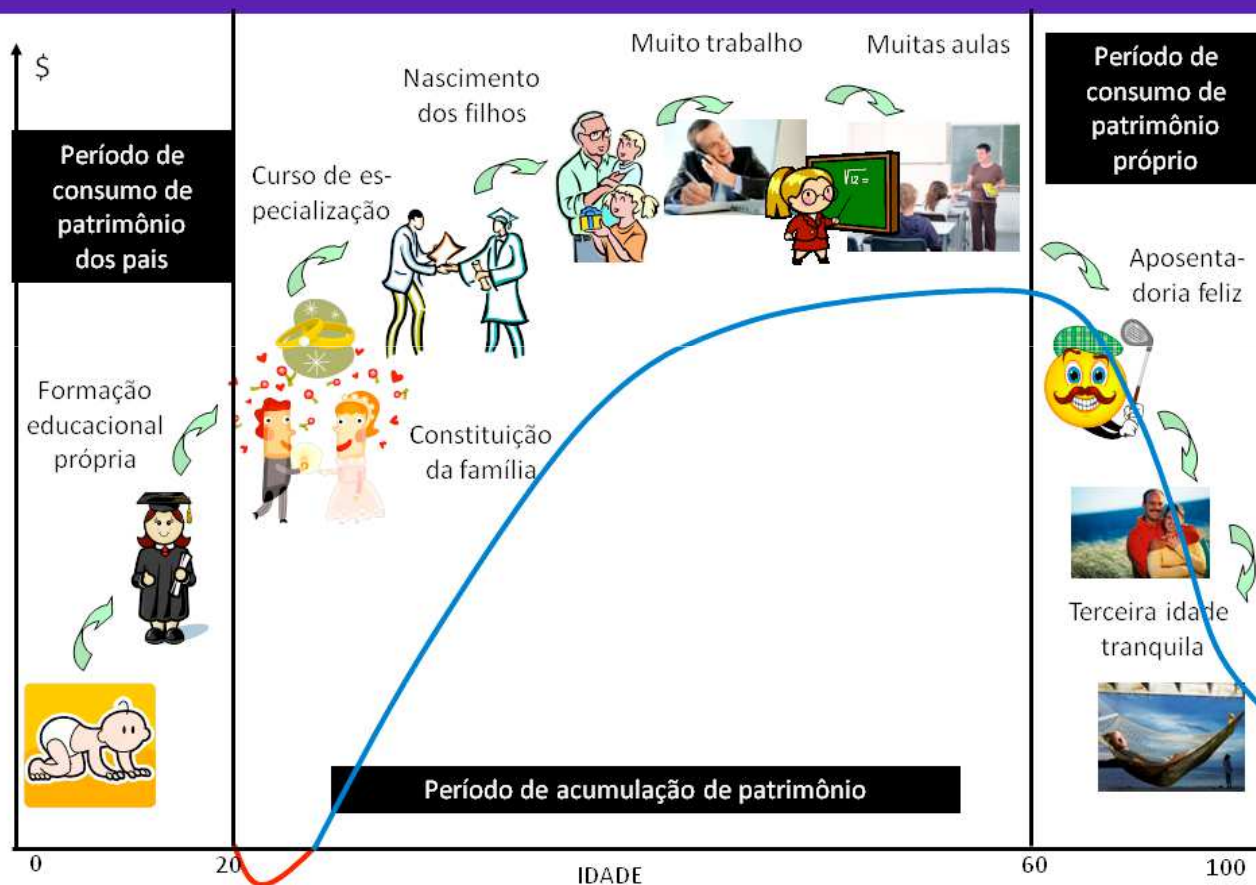 $
Período de
consumo de
patrimônio
dos pais
Formação
educacional
própria
Curso de es-
pecialização
Constituição
da família
Nascimento
dos filhos
Muito trabalho
Muitas aulas
√12 =
Período de
consumo de
patrimônio
próprio
Aposenta-
doria feliz
Terceira idade
tranquila
Período de acumulação de patrimônio
0
20
IDADE
60
100